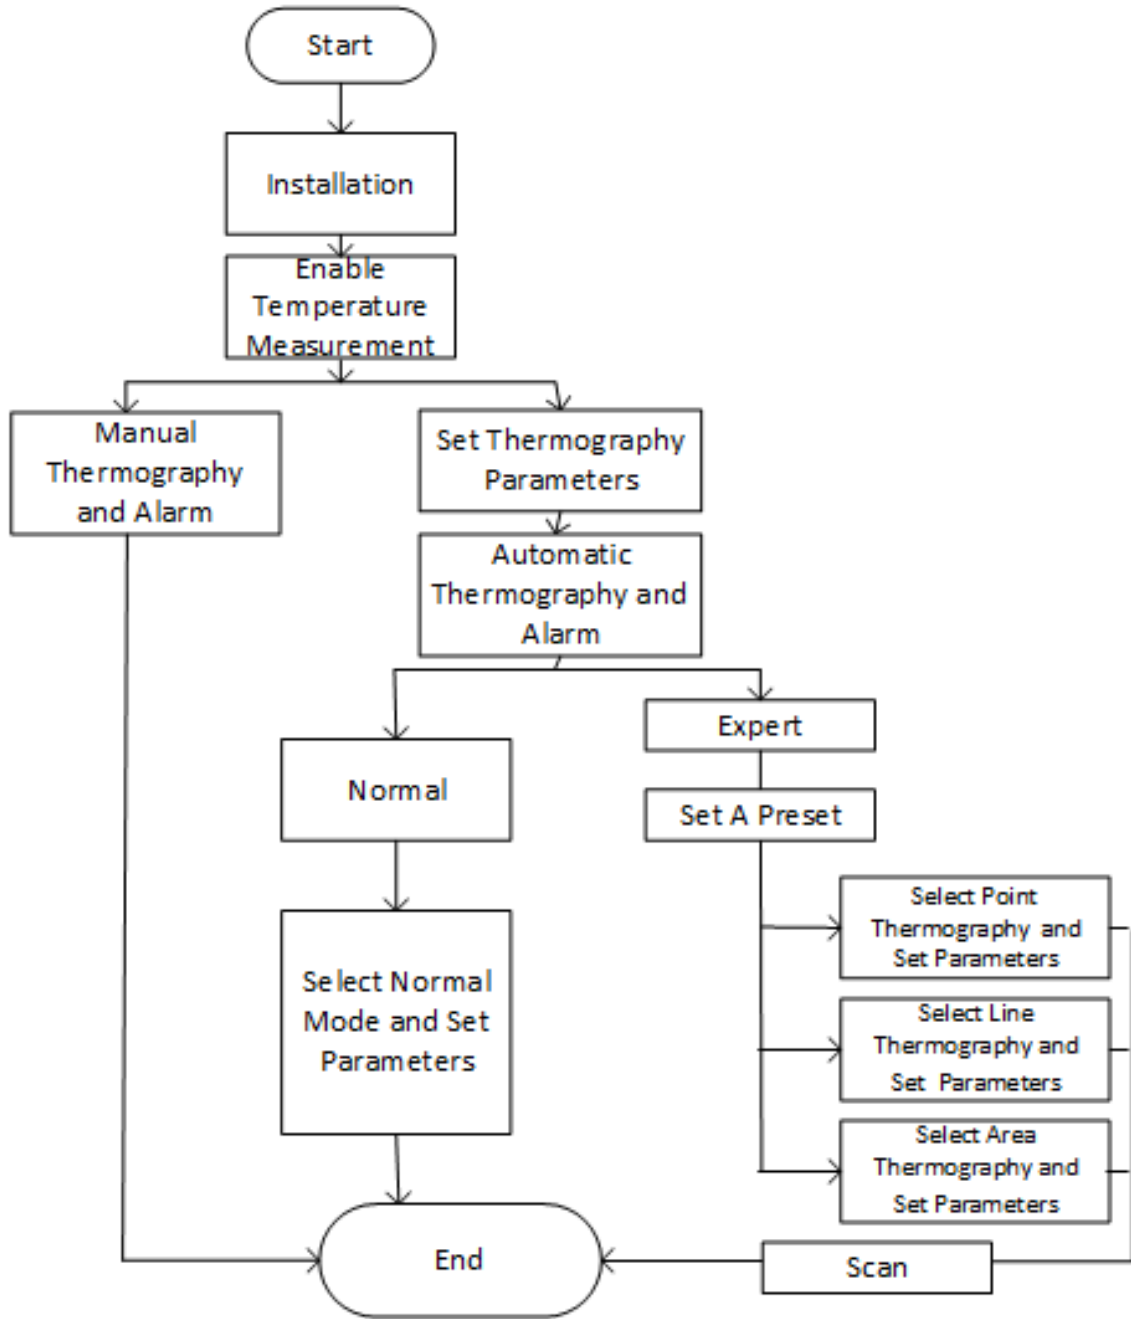 Start
Installation
Enable
Temperature
Measurement
Manual
Thermography
and Alarm
Set Thermography
Parameters
Automatic
Thermography and
Alarm
Normal
Expert
Set A Preset
Select Normal
Mode and Set
Parameters
Select Point
Thermography and
Set Parameters
Select Line
Thermography and
Set Parameters
Select Area
Thermography and
Set Parameters
Scan
End